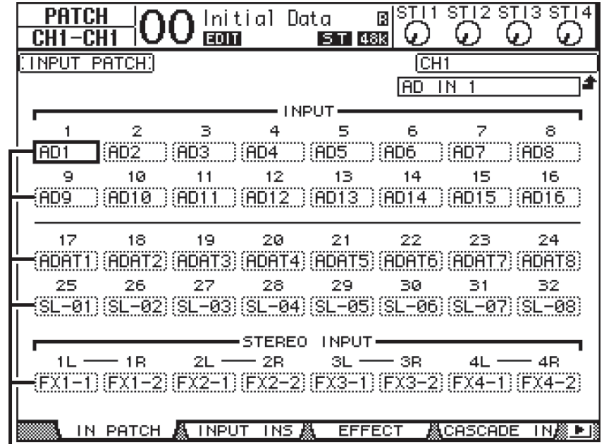 PATCH
CH1-CH1
00 Initial Data
EDIT
ST 48K
ST11 ST12 ST13 ST14
INPUT PATCH
CH1
AD IN 1
INPUT
1 2 3 4 5 6 7 8
AD1 AD2 AD3 AD4 AD5 AD6 AD7 AD8
9 10 11 12 13 14 15 16
AD9 AD10 AD11 AD12 AD13 AD14 AD15 AD16
17 18 19 20 21 22 23 24
ADAT1 ADAT2 ADAT3 ADAT4 ADAT5 ADAT6 ADAT7 ADAT8
25 26 27 28 29 30 31 32
SL-01 SL-02 SL-03 SL-04 SL-05 SL-06 SL-07 SL-08
STEREO INPUT
1L 1R 2L 2R 3L 3R 4L 4R
FX1-1 FX1-2 FX2-1 FX2-2 FX3-1 FX3-2 FX4-1 FX4-2
IN PATCH INPUT INS EFFECT CASCADE IN